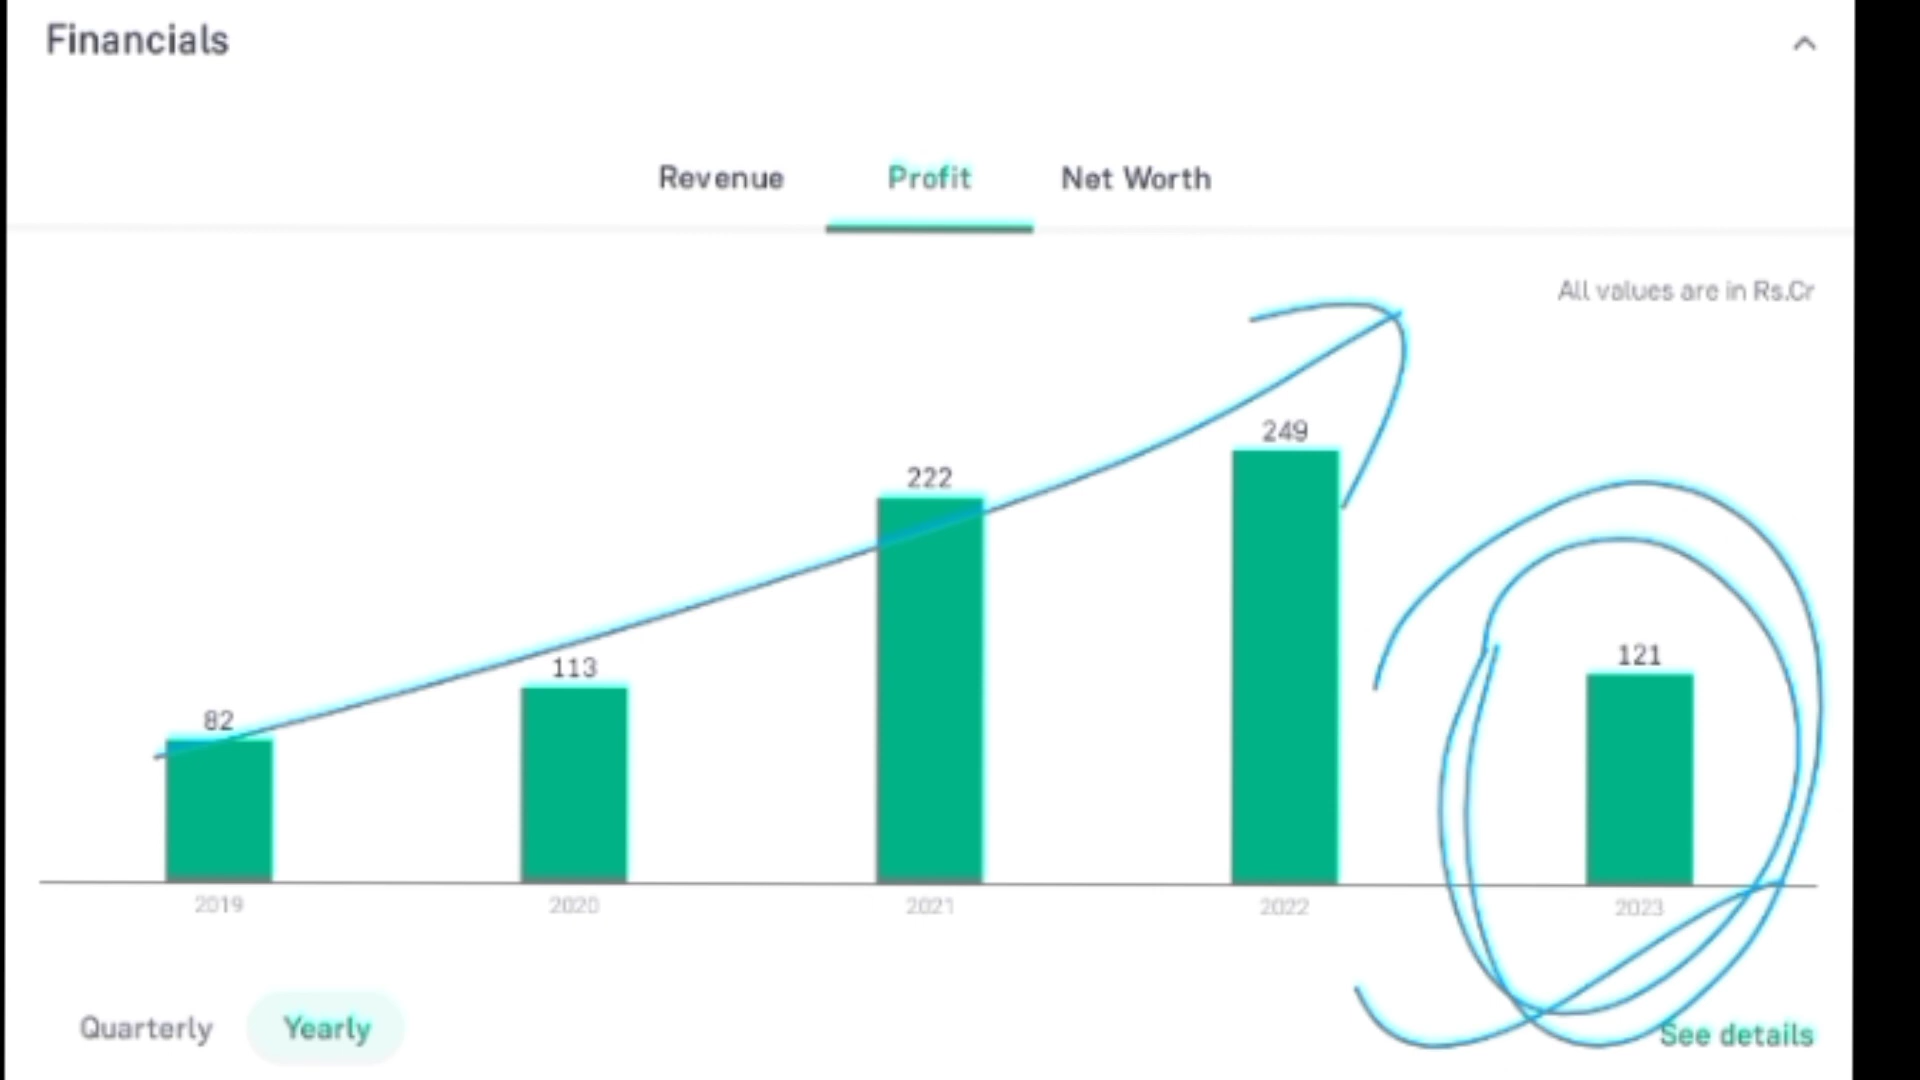 Financials
Revenue Profit Net Worth
All values are in Rs.Cr
82 113 222 249 121
2019 2020 2021 2022 2023
Quarterly Yearly See details